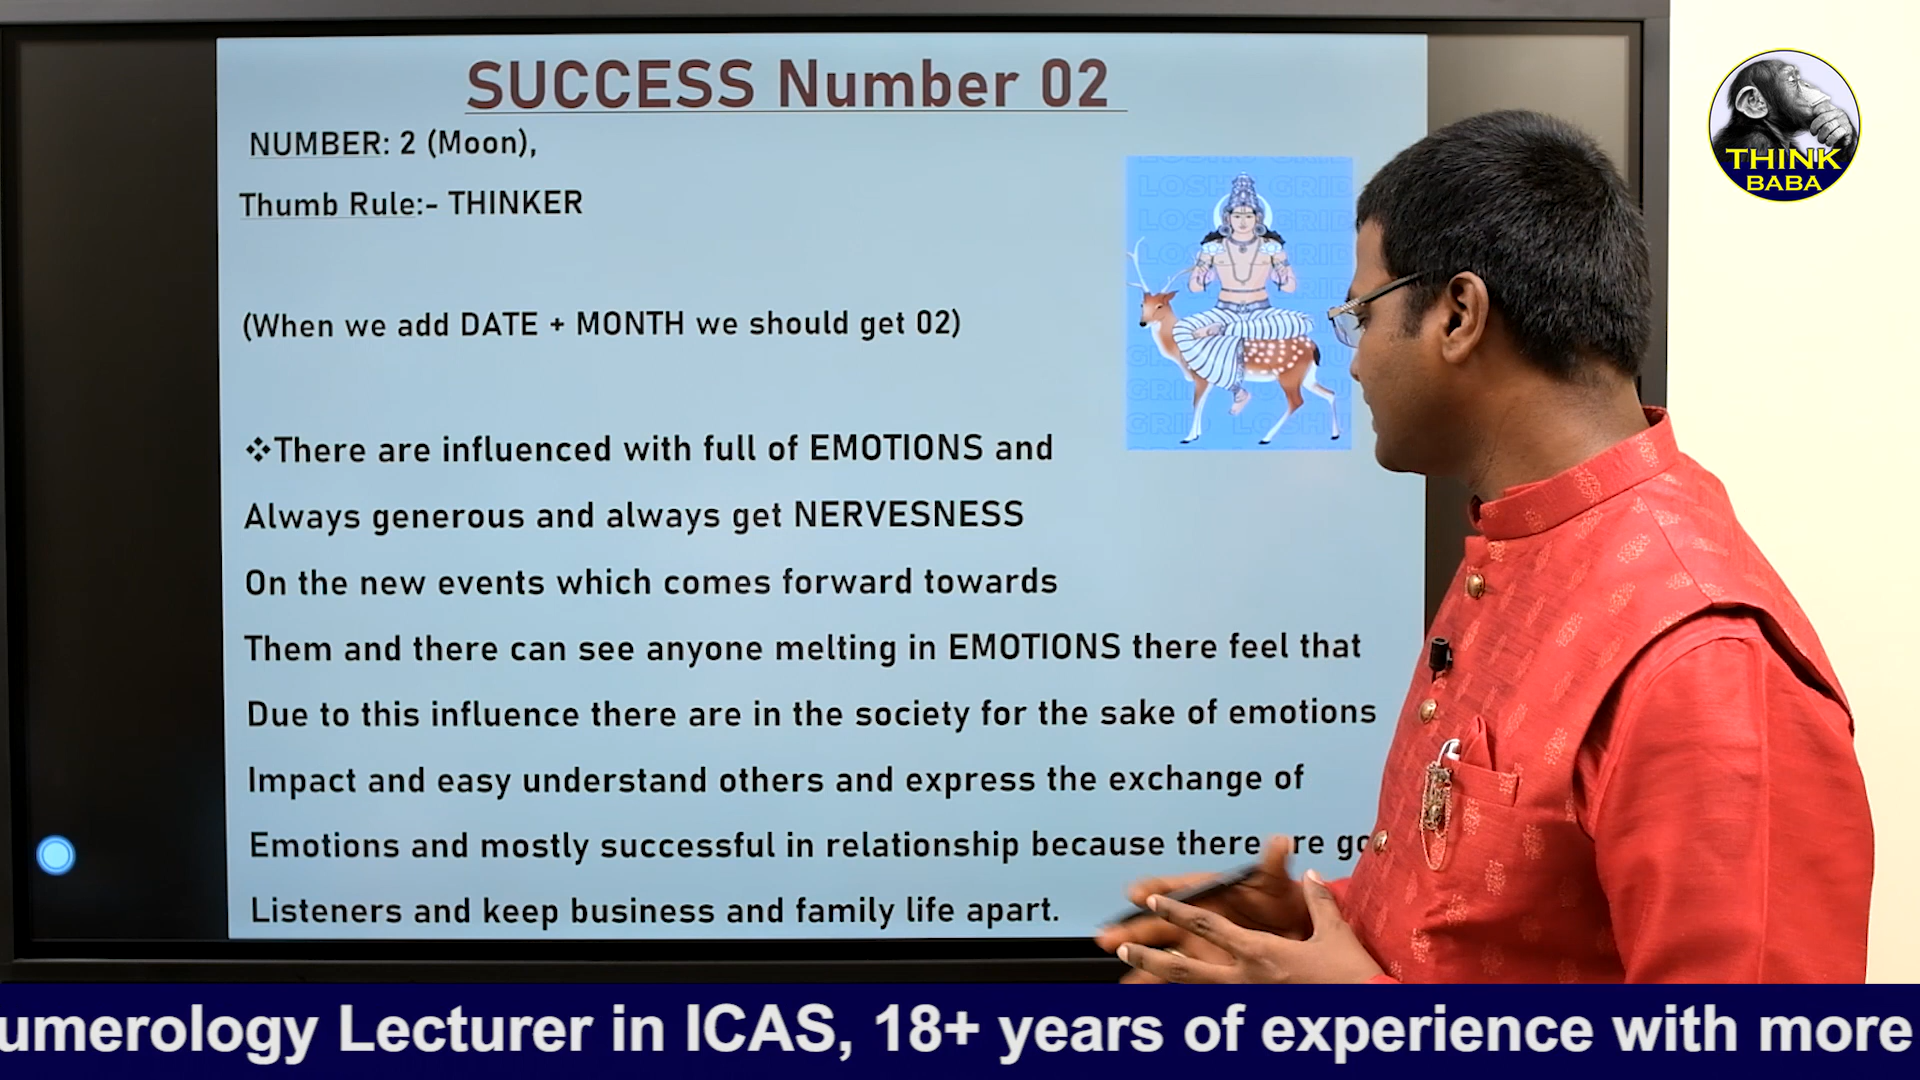 SUCCESS Number 02
NUMBER: 2 (Moon),
Thumb Rule:- THINKER
(When we add DATE + MONTH we should get 02)
❖There are influenced with full of EMOTIONS and
Always generous and always get NERVESNESS
On the new events which comes forward towards
Them and there can see anyone melting in EMOTIONS there feel that
Due to this influence there are in the society for the sake of emotions
Impact and easy understand others and express the exchange of
Emotions and mostly successful in relationship because there
Listeners and keep business and family life apart.
THINK
BABA
LOSHU GRID
Lecturer in ICAS, 18+ years of experience with more